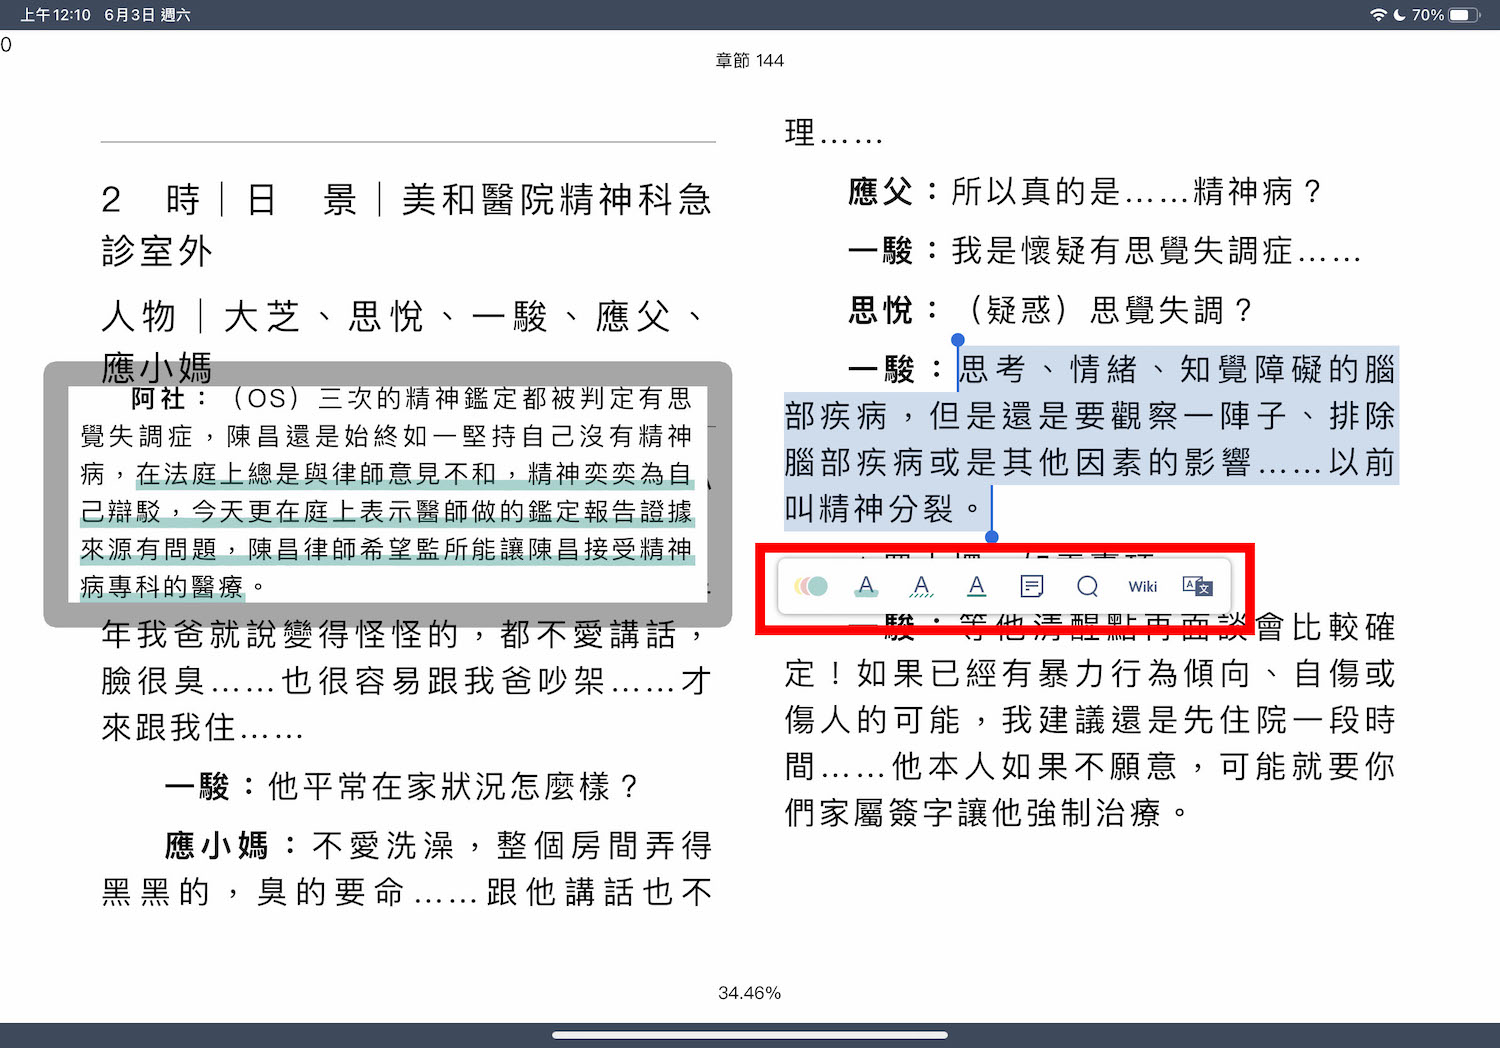 上午12:10 6月3日 週六
70%
0
章節 144
2 時｜日 景｜美和醫院精神科急
診室外
人物｜大芝、思悅、一駿、應父、
應小媽
阿社：（OS）三次的精神鑑定都被判定有思
覺失調症，陳昌還是始終如一堅持自己沒有精神
病，在法庭上總是與律師意見不和，精神奕奕為自
己辯駁，今天更在庭上表示醫師做的鑑定報告證據
來源有問題，陳昌律師希望監所能讓陳昌接受精神
病專科的醫療。
年我爸就說變得怪怪的，都不愛講話，
臉很臭……也很容易跟我爸吵架……才
來跟我住……
一駿：他平常在家狀況怎麼樣？
應小媽：不愛洗澡，整個房間弄得
黑黑的，臭的要命……跟他講話也不
理……
應父：所以真的是……精神病？
一駿：我是懷疑有思覺失調症……
思悅：（疑惑）思覺失調？
一駿：思考、情緒、知覺障礙的腦
部疾病，但是還是要觀察一陣子、排除
腦部疾病或是其他因素的影響……以前
叫精神分裂。
A A A Wiki A文
一駿：等他清醒點再面談會比較確
定！如果已經有暴力行為傾向、自傷或
傷人的可能，我建議還是先住院一段時
間……他本人如果不願意，可能就要你
們家屬簽字讓他強制治療。
34.46%